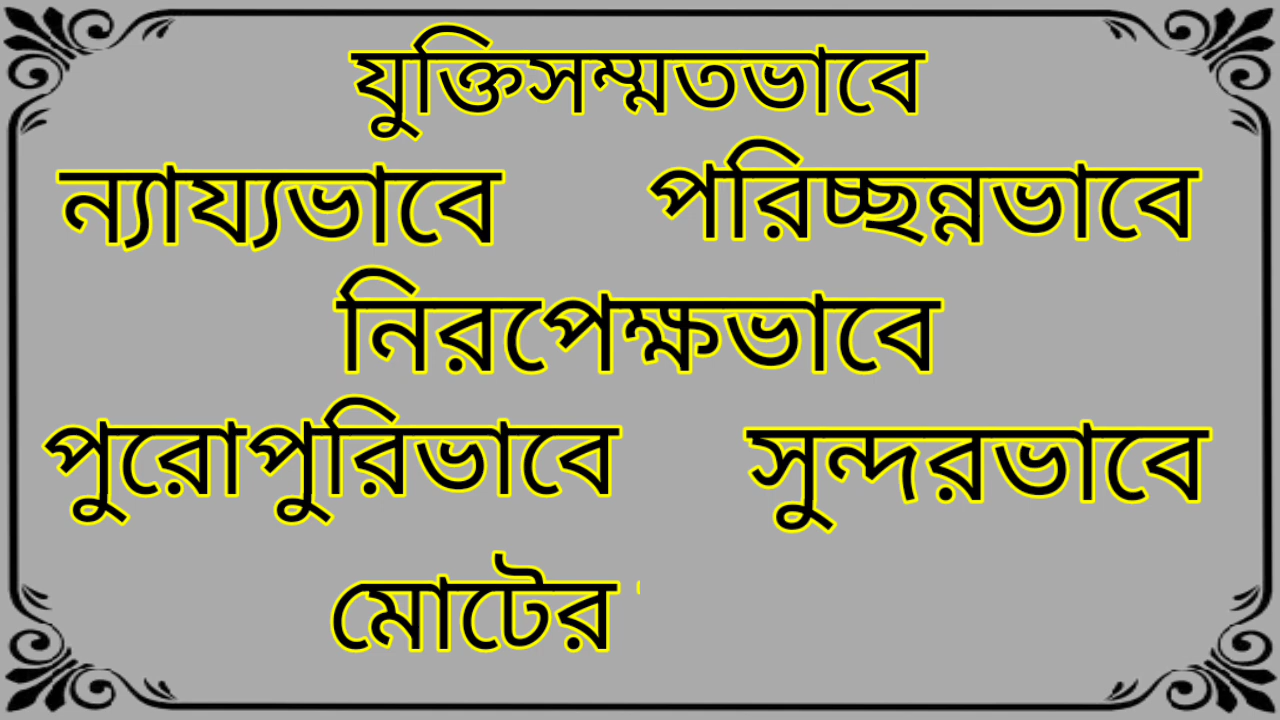 যুক্তিসম্মতভাবে
ন্যায্যভাবে পরিচ্ছন্নভাবে
নিরপেক্ষভাবে
পুরোপুরিভাবে সুন্দরভাবে
মোটের